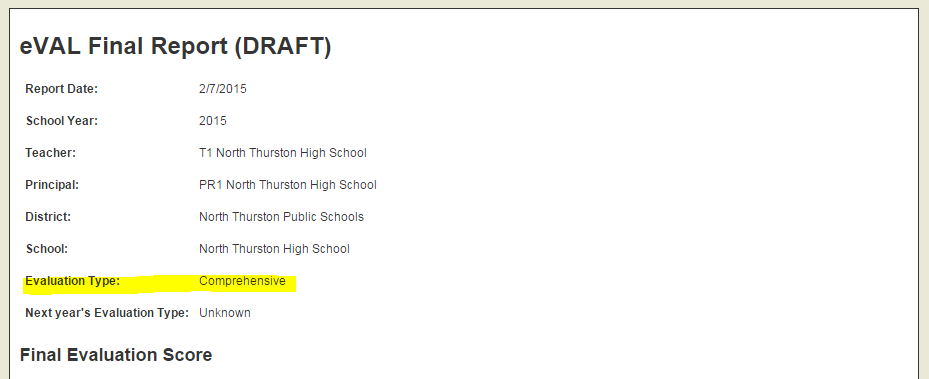 eVAL Final Report (DRAFT)
Report Date: 2/7/2015
School Year: 2015
Teacher: T1 North Thurston High School
Principal: PR1 North Thurston High School
District: North Thurston Public Schools
School: North Thurston High School
Evaluation Type: Comprehensive
Next year's Evaluation Type: Unknown
Final Evaluation Score